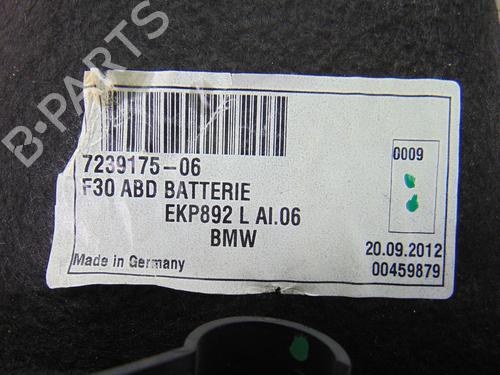 B-PARTS
7239175-06
F30 ABD BATTERIE
EKP892 L AI.06
BMW
Made in Germany
0009
20.09.2012
00459879